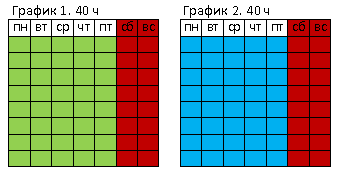 График 1. 40 ч
пн вт ср чт пт сб вс
График 2. 40 ч
пн вт ср чт пт сб вс